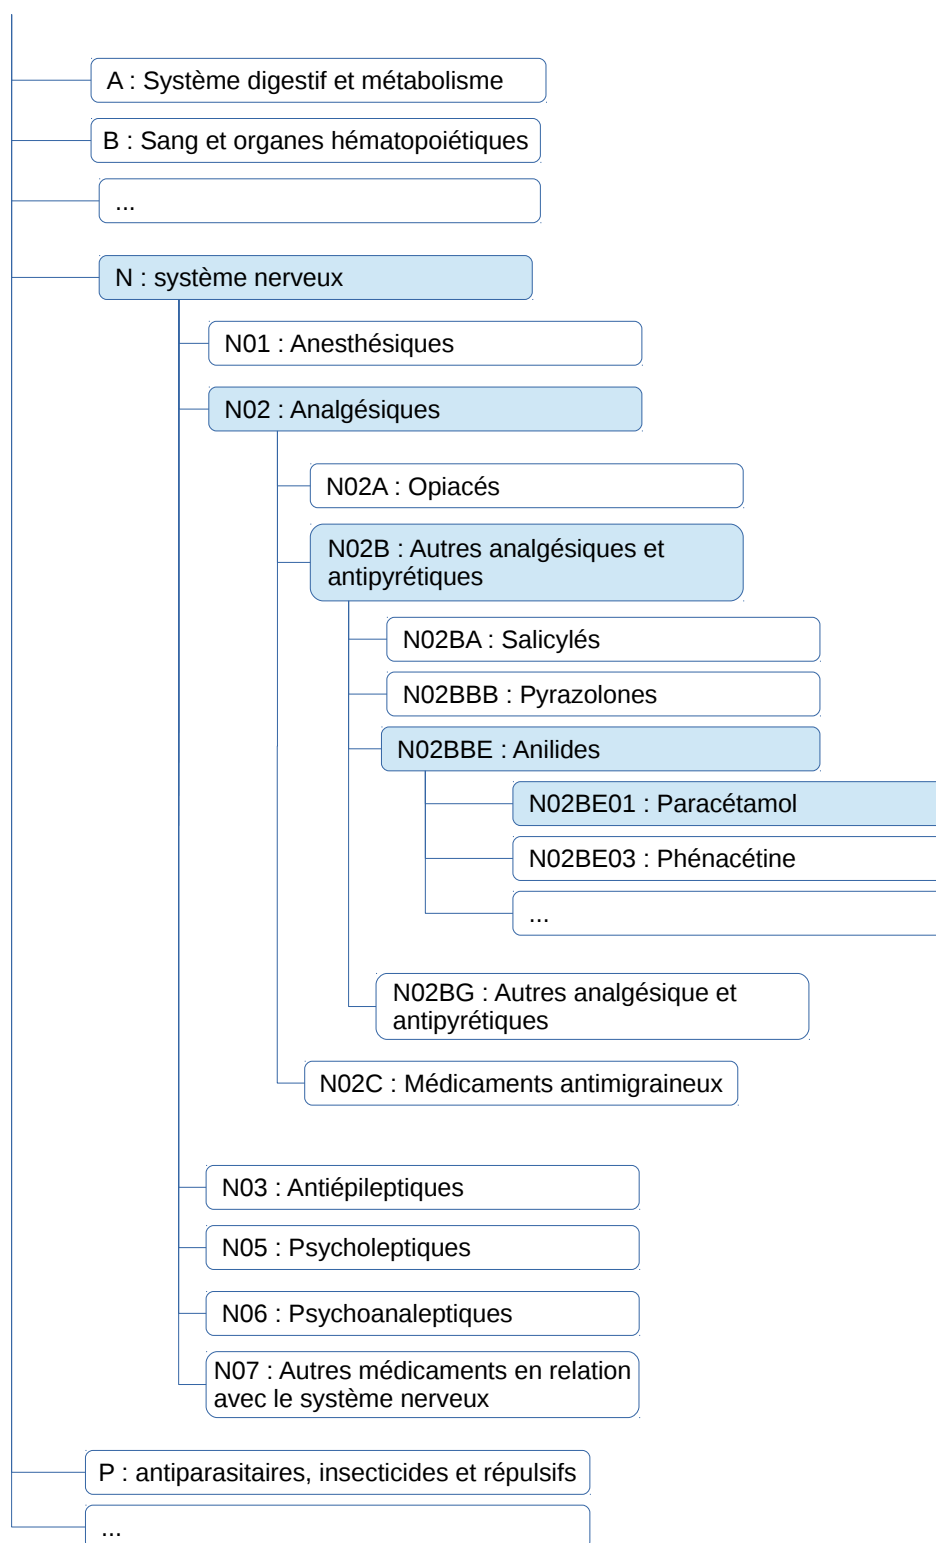 A : Système digestif et métabolisme
B : Sang et organes hématopoiétiques
...
N : système nerveux
N01 : Anesthésiques
N02 : Analgésiques
N02A : Opiacés
N02B : Autres analgésiques et
antipyrétiques
N02BA : Salicylés
N02BBB : Pyrazolones
N02BBE : Anilides
N02BE01 : Paracétamol
N02BE03 : Phénacétine
...
N02BG : Autres analgésique et
antipyrétiques
N02C : Médicaments antimigraineux
N03 : Antiépileptiques
N05 : Psycholeptiques
N06 : Psychoanaleptiques
N07 : Autres médicaments en relation
avec le système nerveux
P : antiparasitaires, insecticides et répulsifs
...